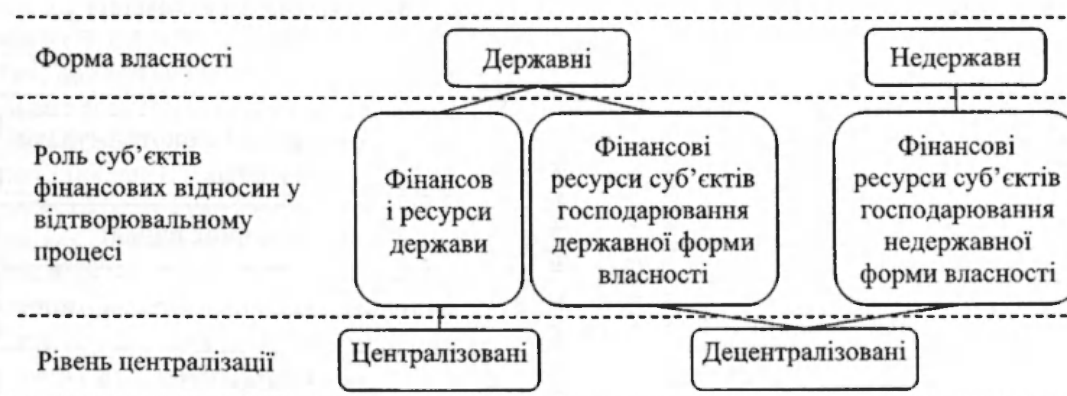 Форма власності
Державні
Недержавн
Роль суб’єктів
фінансових відносин у
відтворювальному
процесі
Фінансов
і ресурси
держави
Фінансові
ресурси суб’єктів
господарювання
державної форми
власності
Фінансові
ресурси суб’єктів
господарювання
недержавної
форми власності
Рівень централізації
Централізовані
Децентралізовані